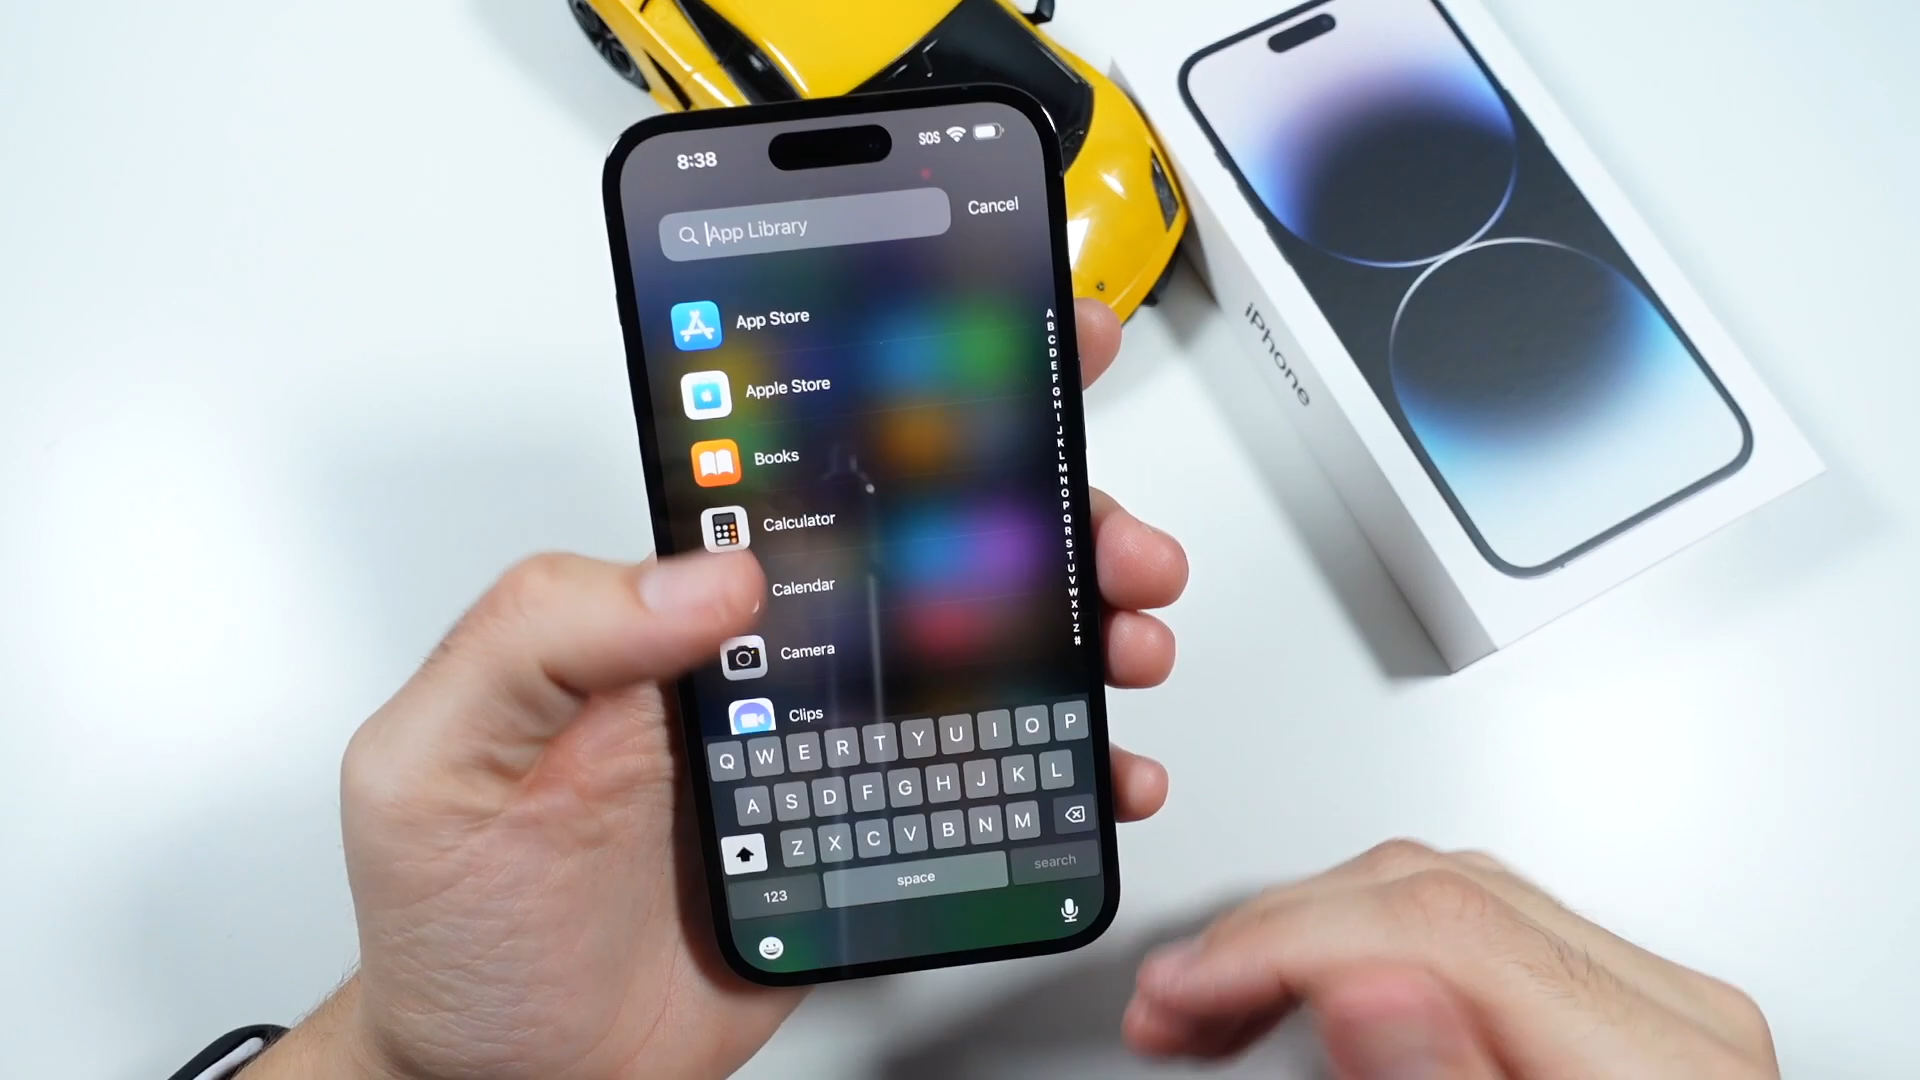 8:38
SOS
App Library
Cancel
App Store
Apple Store
Books
Calculator
Calendar
Camera
Clips
A
B
C
D
E
F
G
H
I
J
K
L
M
N
O
P
Q
R
S
T
U
V
W
X
Y
Z
#
Q W E R T Y U I O P
A S D F G H J K L
Z X C V B N M
123
space
search
iPhone